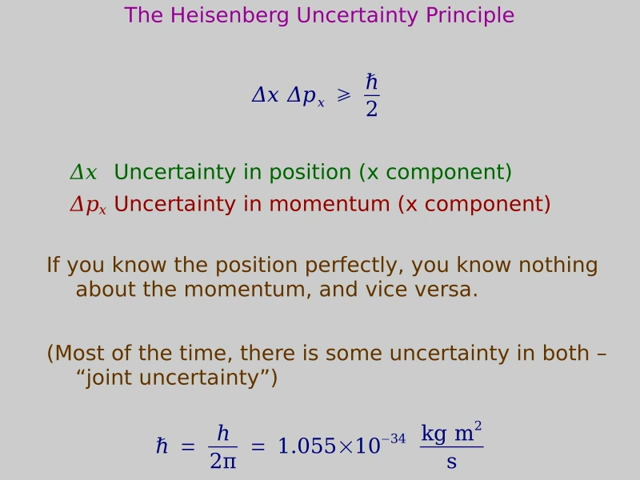 The Heisenberg Uncertainty Principle
Δx Δpₓ ⩾ ℏ/2
Δx Uncertainty in position (x component)
Δpₓ Uncertainty in momentum (x component)
If you know the position perfectly, you know nothing
about the momentum, and vice versa.
(Most of the time, there is some uncertainty in both –
“joint uncertainty”)
ℏ = h/2π = 1.055×10⁻³⁴ kg m²/s